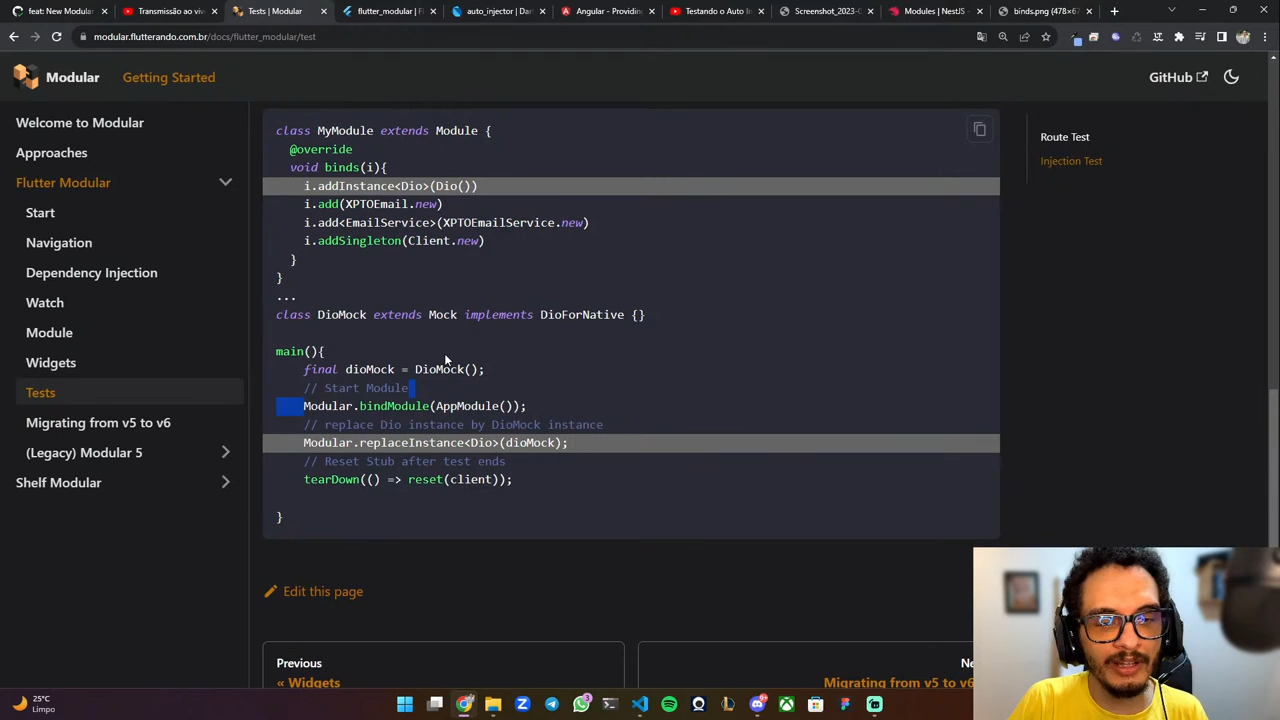 feat: New Modular
Transmissão ao viv
Tests | Modular
flutter_modular | Fl
auto_injector | Dar
Angular - Providing
Testando o Auto In
Screenshot_2023-0
Modules | NestJS
binds.png (478×67
modular.flutterando.com.br/docs/flutter_modular/test
Modular
Getting Started
GitHub
Welcome to Modular
Approaches
Flutter Modular
Start
Navigation
Dependency Injection
Watch
Module
Widgets
Tests
Migrating from v5 to v6
(Legacy) Modular 5
Shelf Modular
class MyModule extends Module {
@override
void binds(i){
i.addInstance<Dio>(Dio())
i.add(XPTOEmail.new)
i.add<EmailService>(XPTOEmailService.new)
i.addSingleton(Client.new)
}
}
...
class DioMock extends Mock implements DioForNative {}
main(){
final dioMock = DioMock();
// Start Module
Modular.bindModule(AppModule());
// replace Dio instance by DioMock instance
Modular.replaceInstance<Dio>(dioMock);
// Reset Stub after test ends
tearDown(() => reset(client));
}
Route Test
Injection Test
Edit this page
Previous
« Widgets
Ne
Migrating from v5 to v6
25°C
Limpo
3